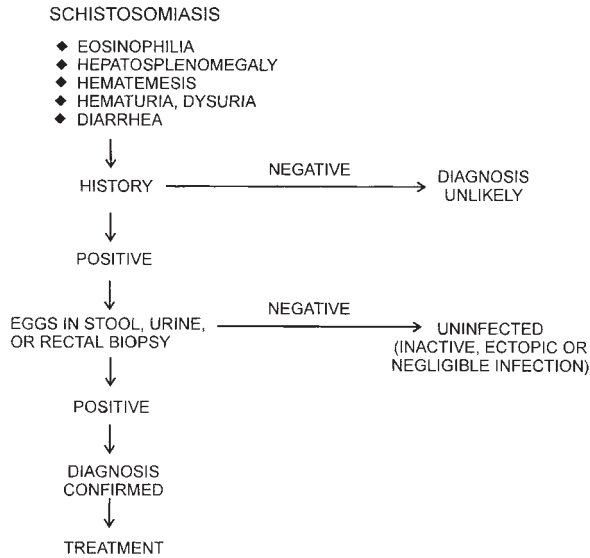 SCHISTOSOMIASIS
◆ EOSINOPHILIA
◆ HEPATOSPLENOMEGALY
◆ HEMATEMESIS
◆ HEMATURIA, DYSURIA
◆ DIARRHEA
HISTORY
NEGATIVE
DIAGNOSIS
UNLIKELY
POSITIVE
EGGS IN STOOL, URINE,
OR RECTAL BIOPSY
NEGATIVE
UNINFECTED
(INACTIVE, ECTOPIC OR
NEGLIGIBLE INFECTION)
POSITIVE
DIAGNOSIS
CONFIRMED
TREATMENT